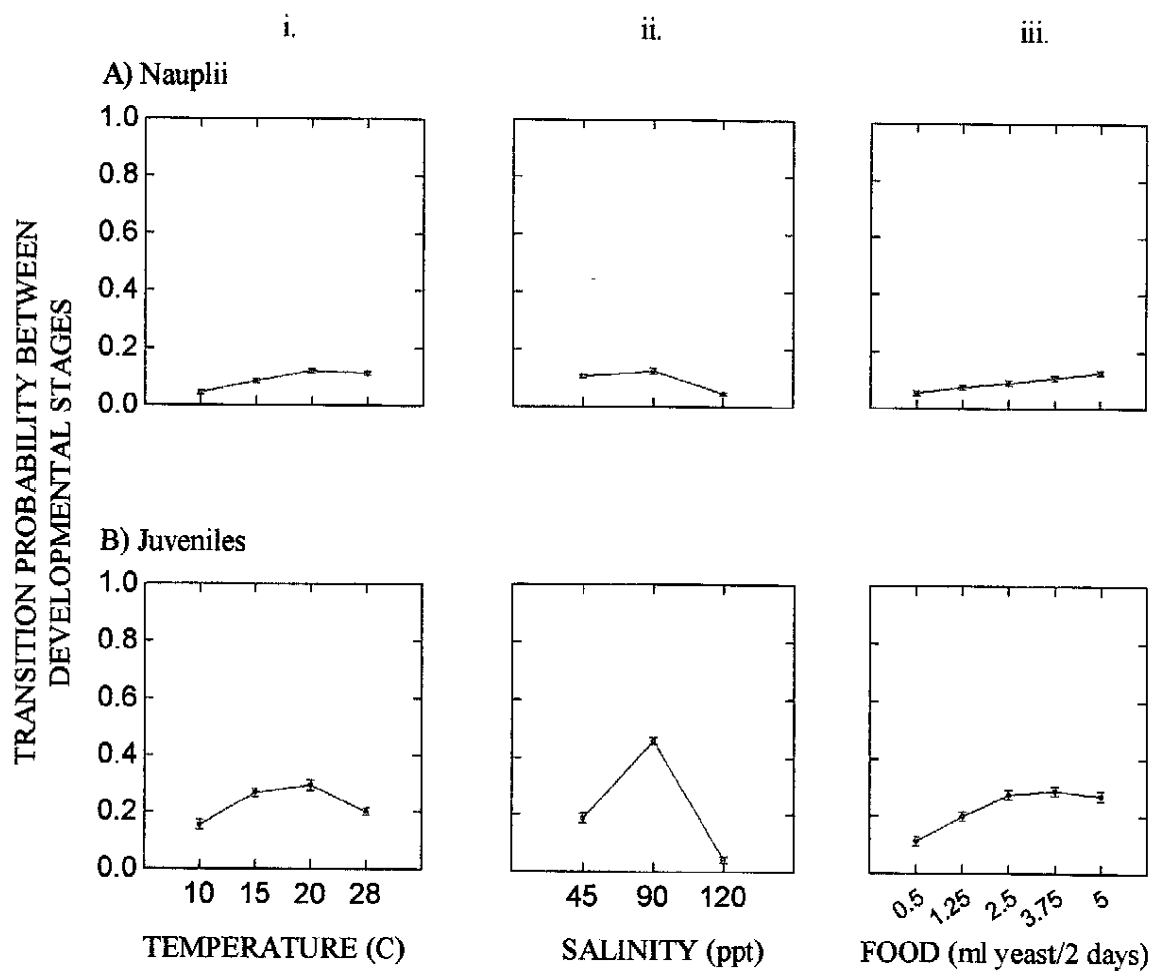 i.
ii.
iii.
A) Nauplii
1.0
0.8
0.6
0.4
0.2
0.0
TRANSITION PROBABILITY BETWEEN
DEVELOPMENTAL STAGES
B) Juveniles
1.0
0.8
0.6
0.4
0.2
0.0
10 15 20 28
45 90 120
0.5 1.25 2.5 3.75 5
TEMPERATURE (C)
SALINITY (ppt)
FOOD (ml yeast/2 days)